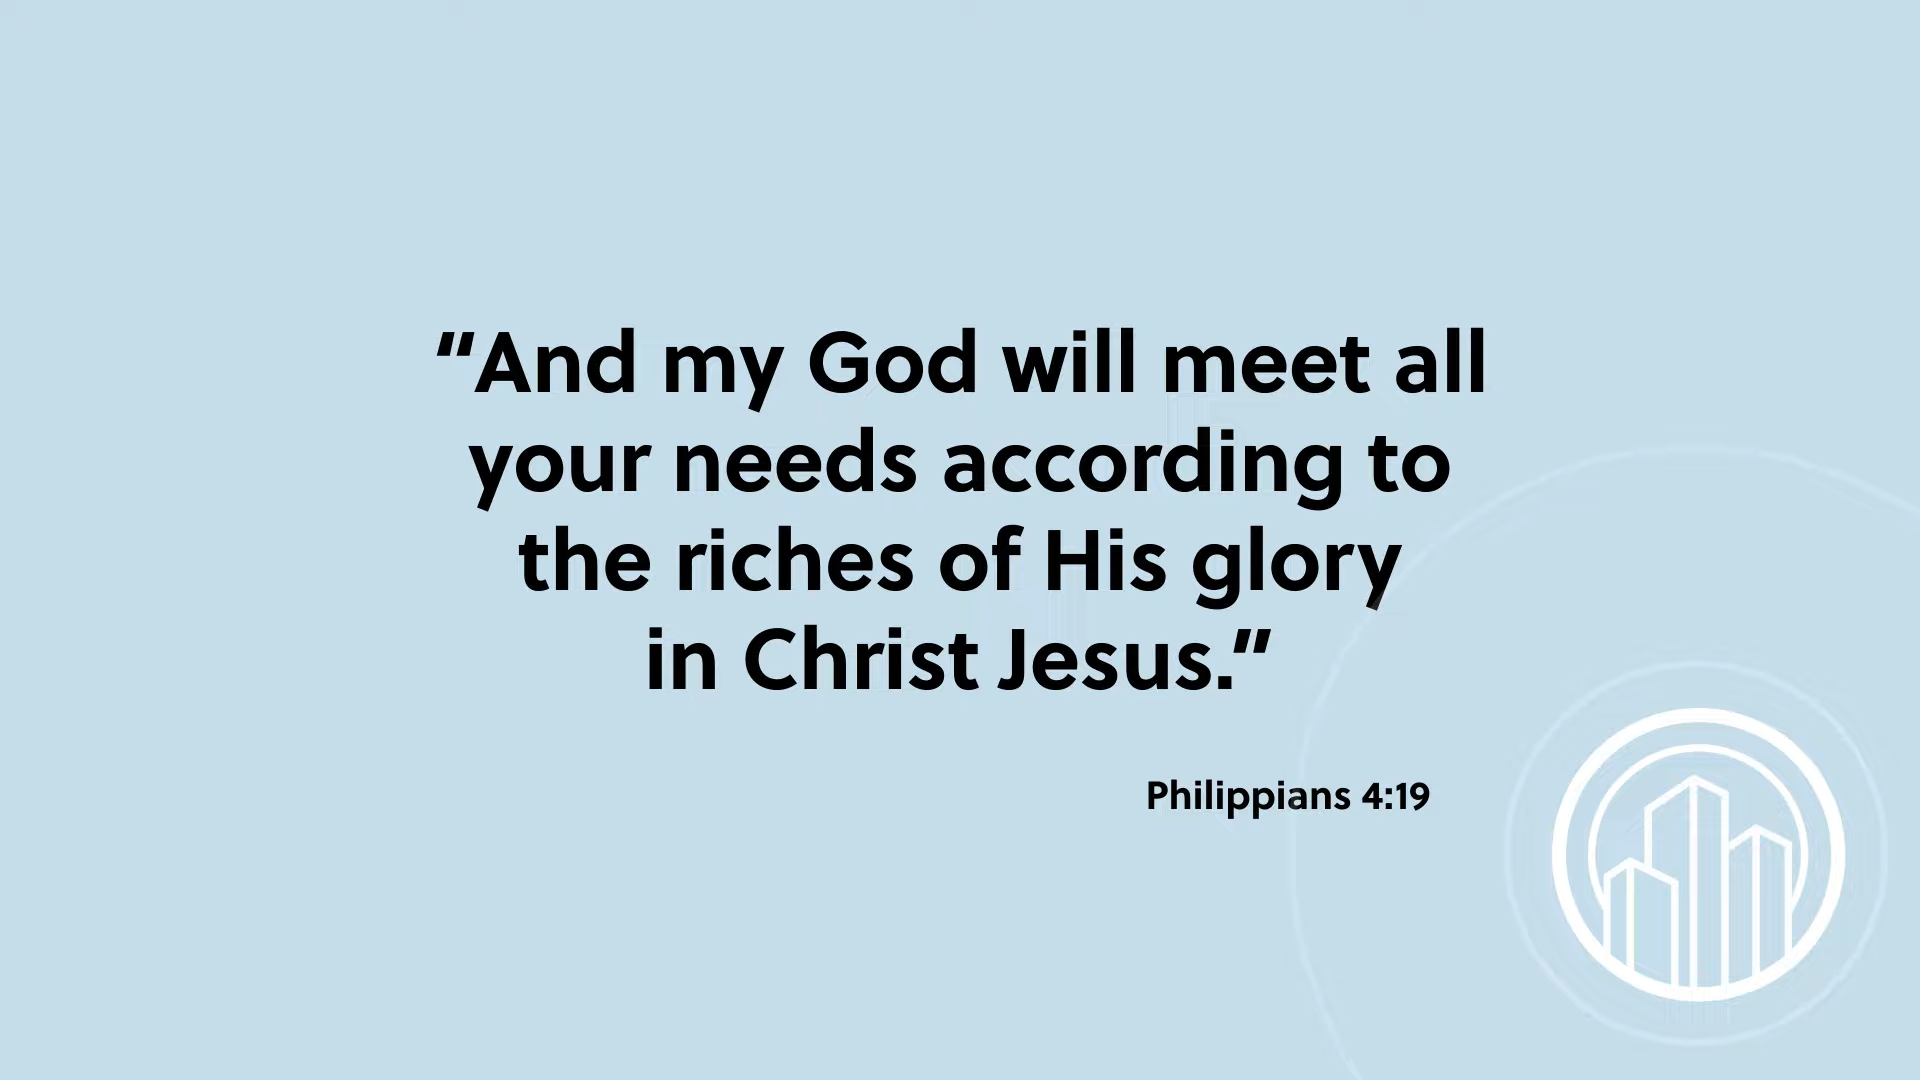 “And my God will meet all
your needs according to
the riches of His glory
in Christ Jesus.”
Philippians 4:19